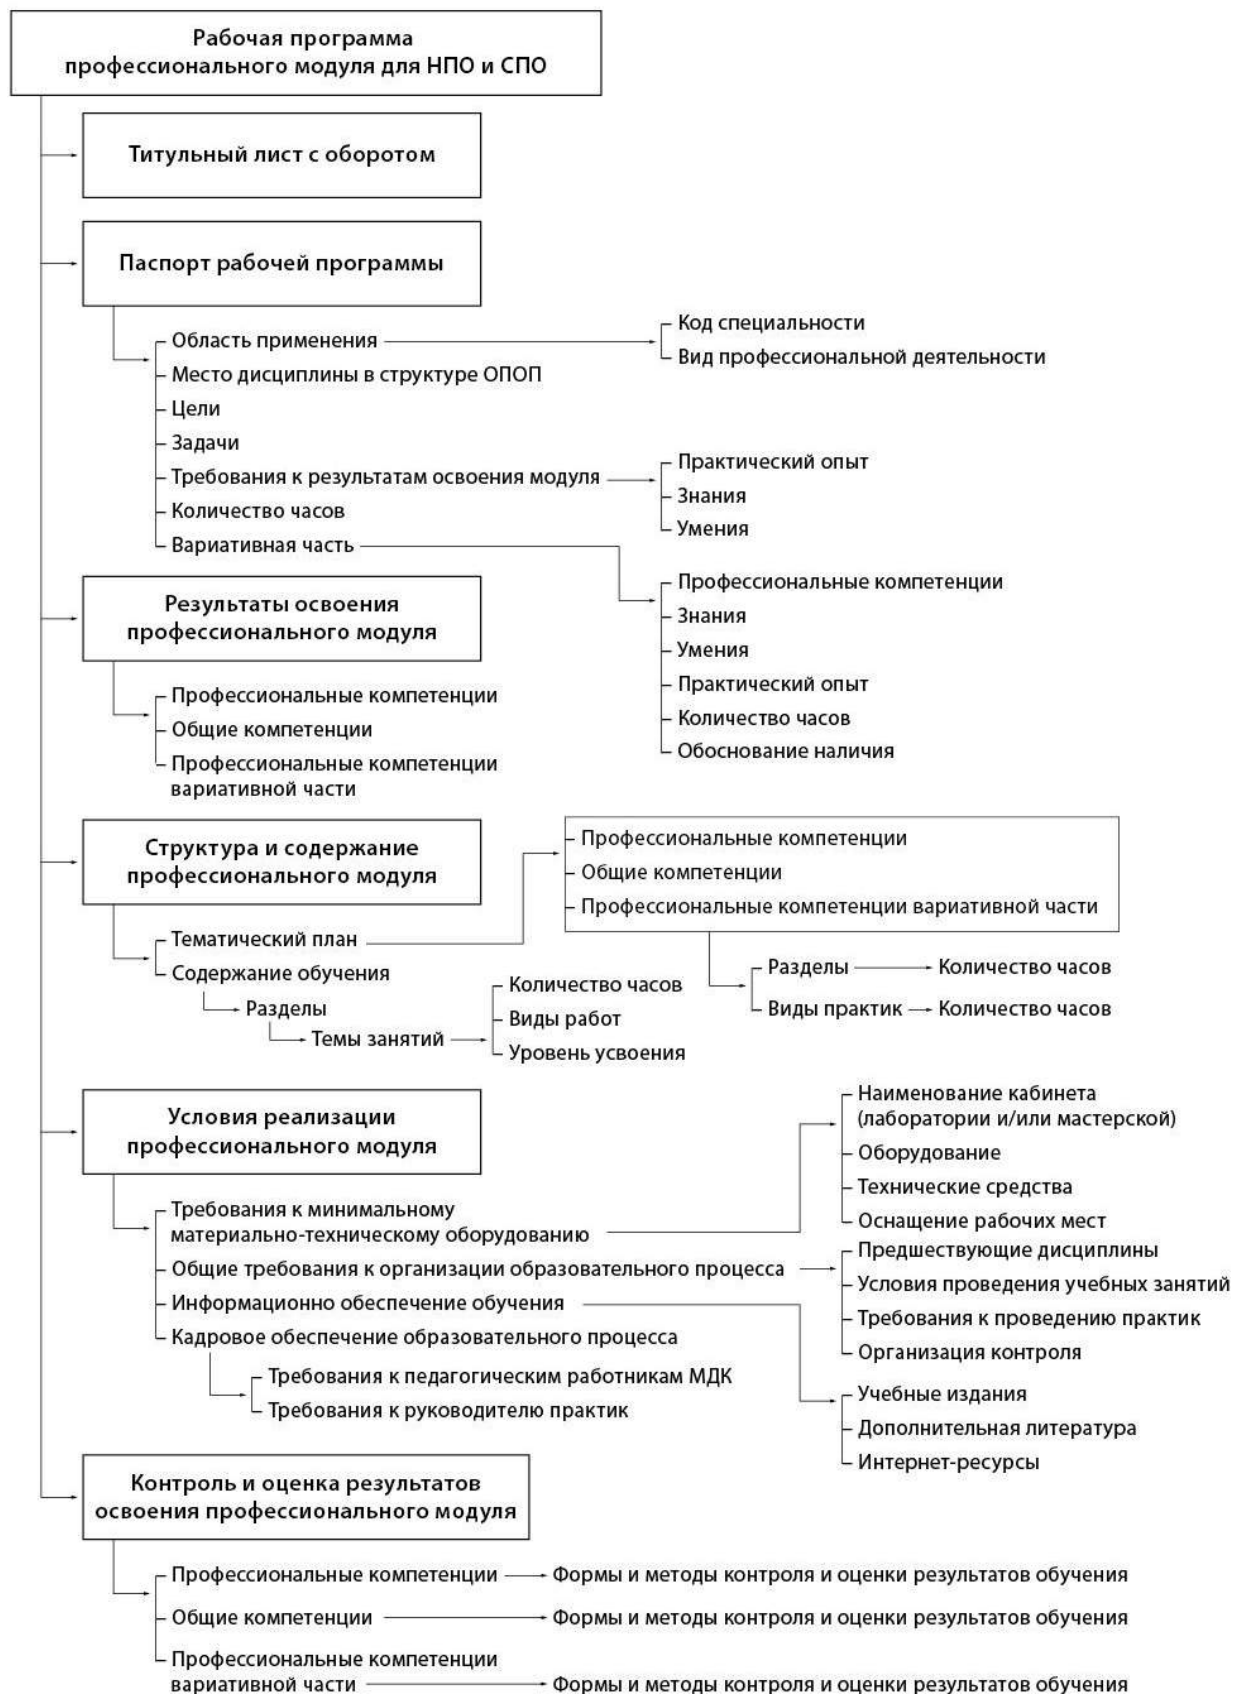 Рабочая программа
профессионального модуля для НПО и СПО
Титульный лист с оборотом
Паспорт рабочей программы
Область применения
Код специальности
Вид профессиональной деятельности
Место дисциплины в структуре ОПОП
Цели
Задачи
Требования к результатам освоения модуля
Практический опыт
Знания
Умения
Количество часов
Вариативная часть
Профессиональные компетенции
Знания
Умения
Практический опыт
Количество часов
Обоснование наличия
Результаты освоения
профессионального модуля
Профессиональные компетенции
Общие компетенции
Профессиональные компетенции
вариативной части
Структура и содержание
профессионального модуля
Тематический план
Профессиональные компетенции
Общие компетенции
Профессиональные компетенции вариативной части
Разделы
Количество часов
Виды практик
Количество часов
Содержание обучения
Разделы
Темы занятий
Количество часов
Виды работ
Уровень усвоения
Условия реализации
профессионального модуля
Требования к минимальному
материально-техническому оборудованию
Наименование кабинета
(лаборатории и/или мастерской)
Оборудование
Технические средства
Оснащение рабочих мест
Общие требования к организации образовательного процесса
Предшествующие дисциплины
Условия проведения учебных занятий
Требования к проведению практик
Организация контроля
Информационно обеспечение обучения
Учебные издания
Дополнительная литература
Интернет-ресурсы
Кадровое обеспечение образовательного процесса
Требования к педагогическим работникам МДК
Требования к руководителю практик
Контроль и оценка результатов
освоения профессионального модуля
Профессиональные компетенции
Формы и методы контроля и оценки результатов обучения
Общие компетенции
Формы и методы контроля и оценки результатов обучения
Профессиональные компетенции
вариативной части
Формы и методы контроля и оценки результатов обучения